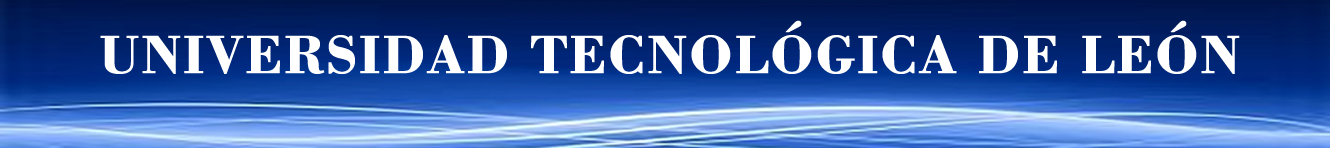 UNIVERSIDAD TECNOLÓGICA DE LEÓN